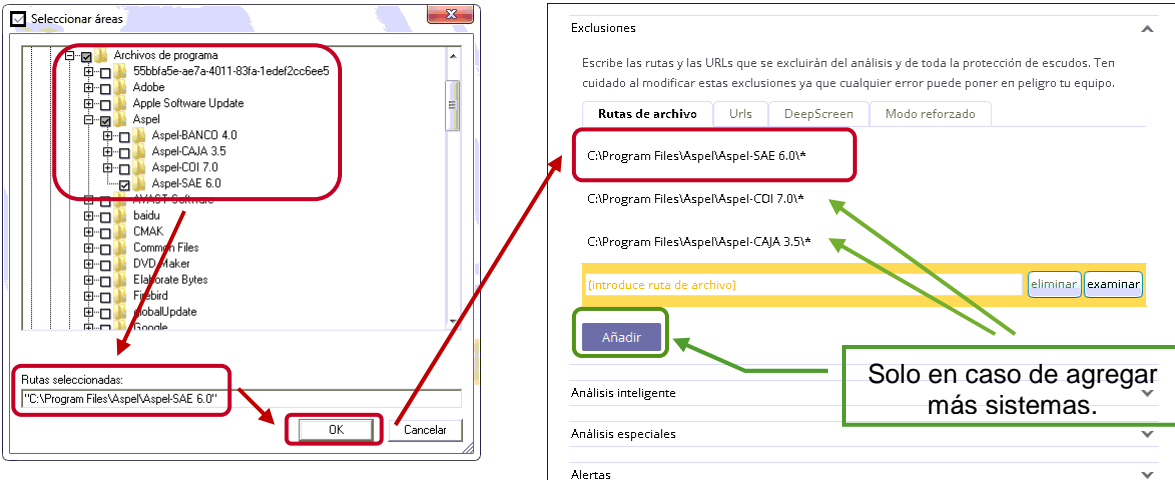 Seleccionar áreas
Archivos de programa
55bbfa5e-ae7a-4011-83fa-1edef2cc6ee5
Adobe
Apple Software Update
Aspel
Aspel-BANCO 4.0
Aspel-CAJA 3.5
Aspel-COI 7.0
Aspel-SAE 6.0
AVAST Software
baidu
CMAK
Common Files
DVD Maker
Elaborate Bytes
Firebird
globalUpdate
Google
Rutas seleccionadas:
"C:\Program Files\Aspel\Aspel-SAE 6.0"
OK Cancelar
Exclusiones
Escribe las rutas y las URLs que se excluirán del análisis y de toda la protección de escudos. Ten
cuidado al modificar estas exclusiones ya que cualquier error puede poner en peligro tu equipo.
Rutas de archivo Urls DeepScreen Modo reforzado
C:\Program Files\Aspel\Aspel-SAE 6.0\*
C:\Program Files\Aspel\Aspel-COI 7.0\*
C:\Program Files\Aspel\Aspel-CAJA 3.5\*
(introduce ruta de archivo) eliminar examinar
Añadir
Solo en caso de agregar
más sistemas.
Análisis inteligente
Análisis especiales
Alertas